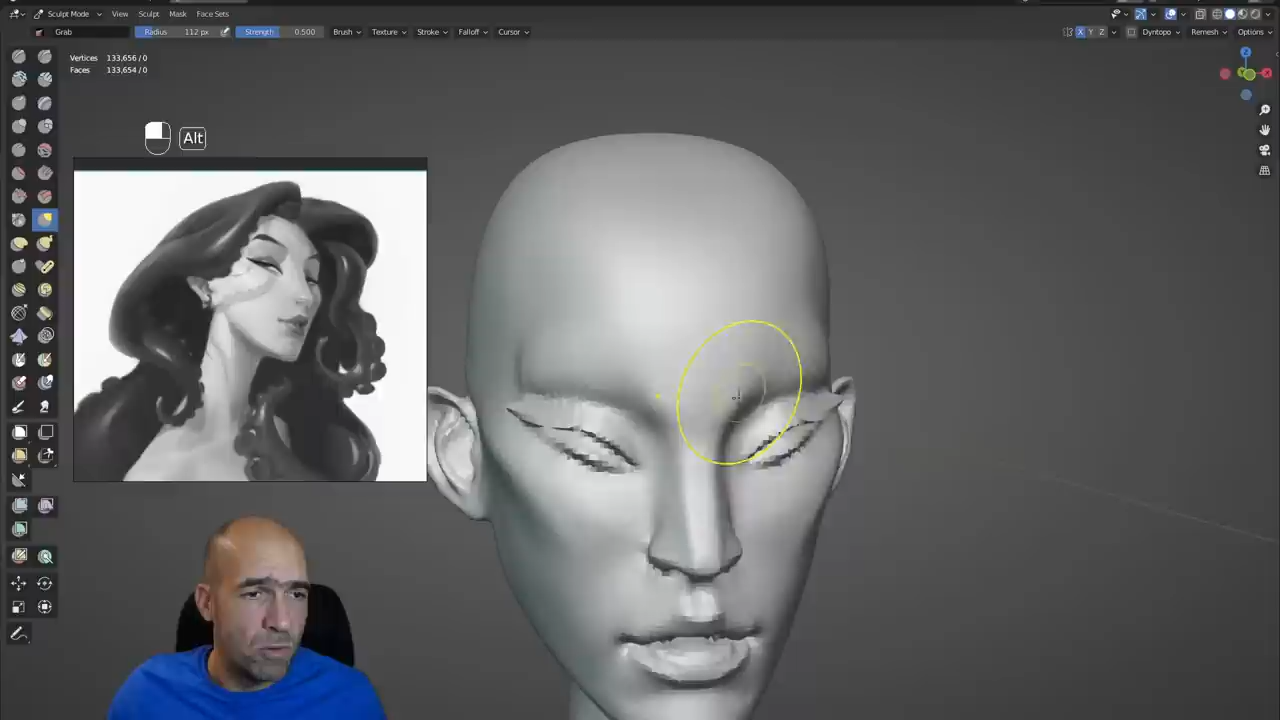 Sculpt Mode View Sculpt Mask Face Sets
Grab Radius 112 px Strength 0.500 Brush Texture Stroke Falloff Cursor X Y Z Dyntopo Remesh Options
Vertices 133,656 / 0
Faces 133,654 / 0
Z
X
Y
Alt